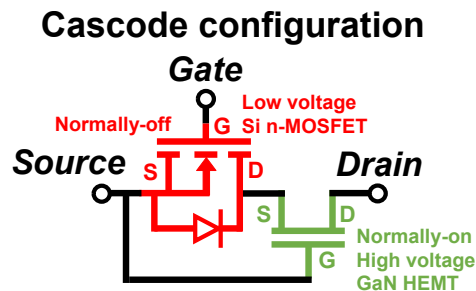 Cascode configuration
Gate
Low voltage
Si n-MOSFET
Normally-off
G
Source
S
D
Drain
S
D
G
Normally-on
High voltage
GaN HEMT